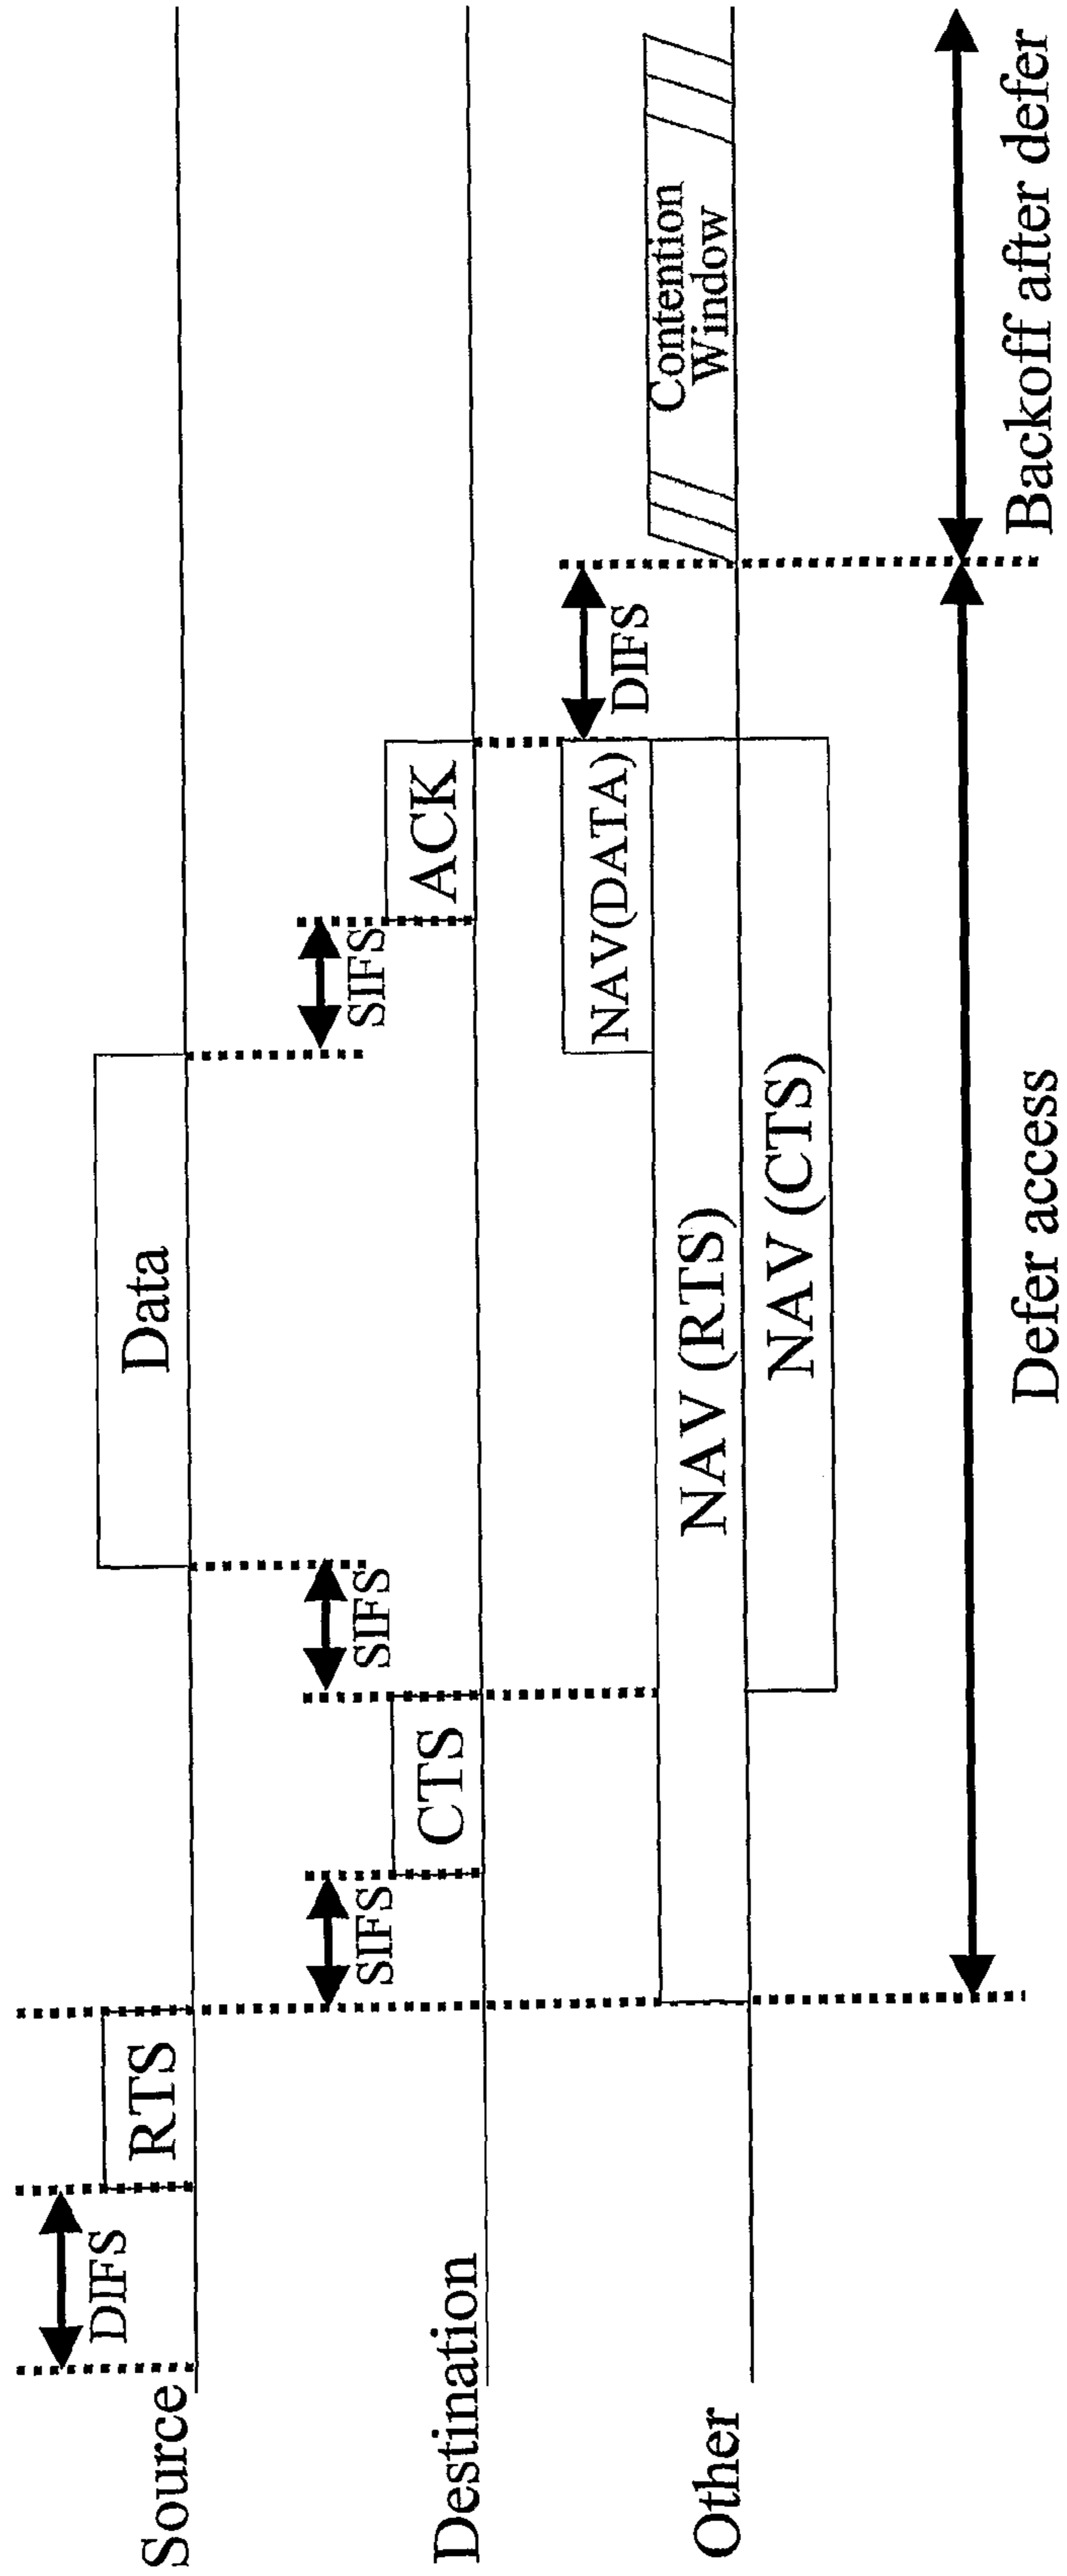 DIFS
Source
RTS
Data
SIFS
SIFS
SIFS
Destination
CTS
ACK
DIFS
NAV(DATA)
Other
NAV (RTS)
Contention
Window
NAV (CTS)
Defer access
Backoff after defer